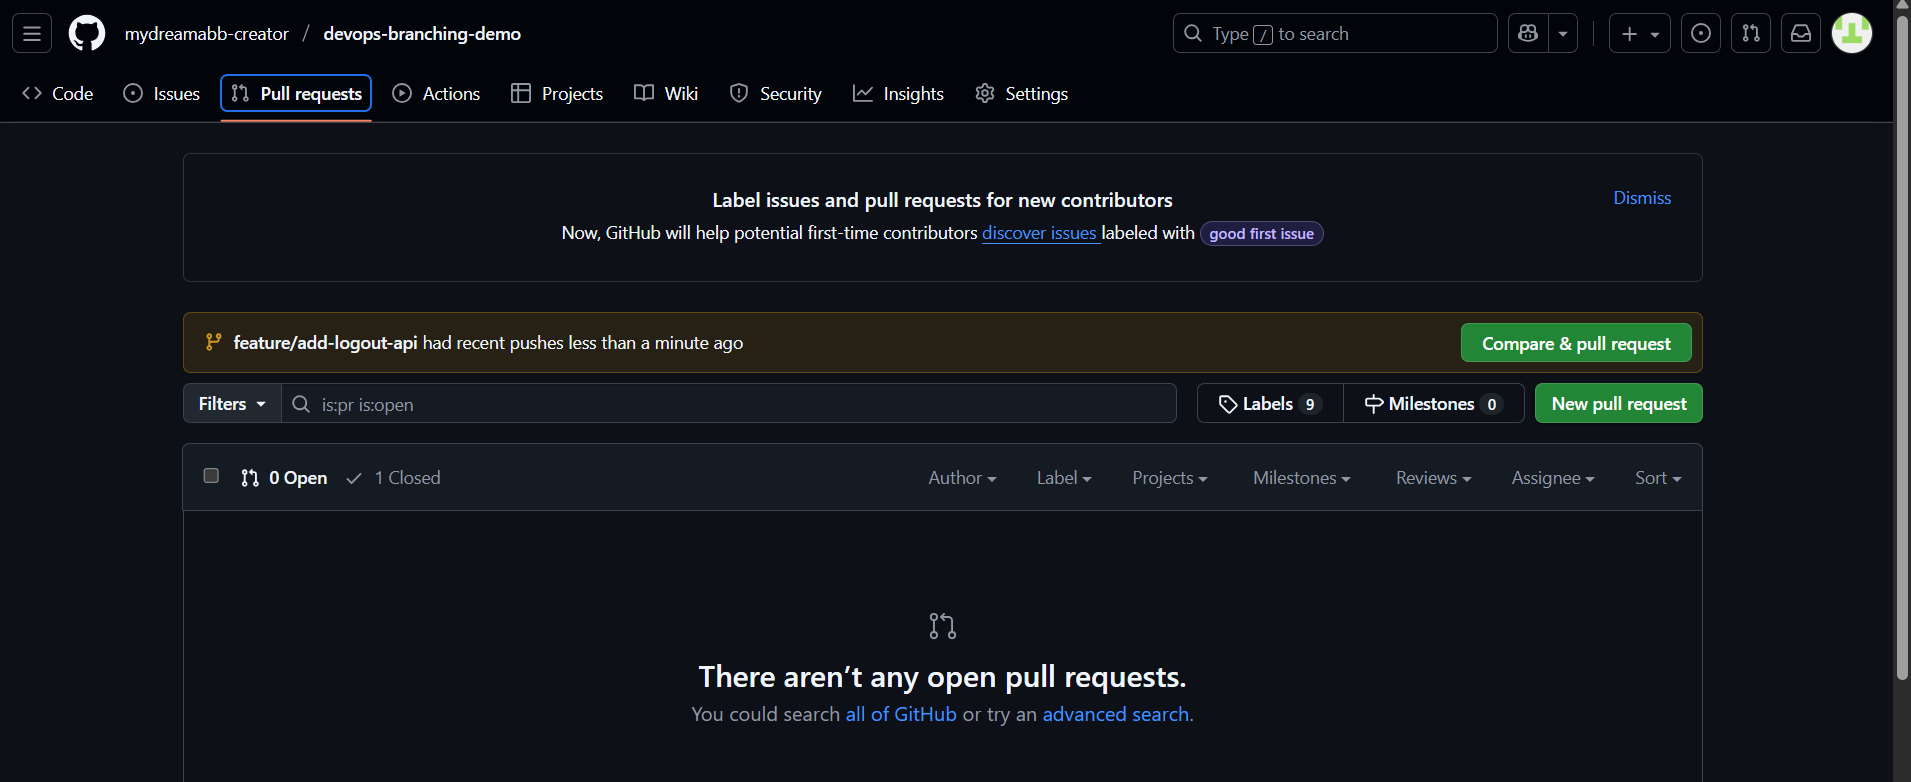 mydreamabb-creator / devops-branching-demo
Type / to search
Code Issues Pull requests Actions Projects Wiki Security Insights Settings
Label issues and pull requests for new contributors
Dismiss
Now, GitHub will help potential first-time contributors discover issues labeled with good first issue
feature/add-logout-api had recent pushes less than a minute ago
Compare & pull request
Filters
is:pr is:open
Labels 9
Milestones 0
New pull request
0 Open 1 Closed
Author Label Projects Milestones Reviews Assignee Sort
There aren’t any open pull requests.
You could search all of GitHub or try an advanced search.